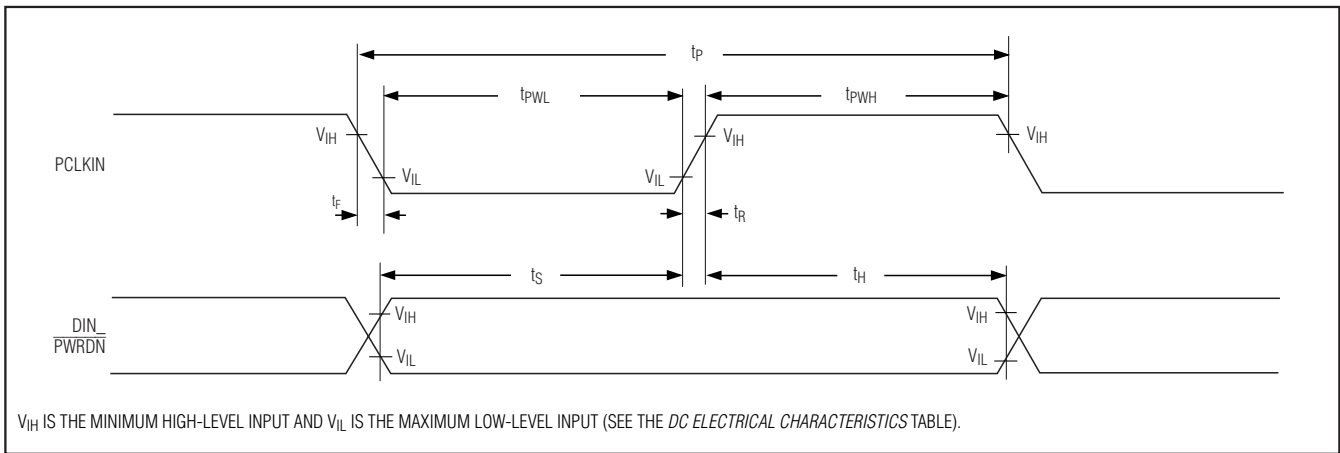 tP
tPWL
tPWH
VIH
VIH
VIH
PCLKIN
VIL
VIL
tF
tR
tS
tH
VIH
VIH
DIN_
PWRDN
VIL
VIL
VIH IS THE MINIMUM HIGH-LEVEL INPUT AND VIL IS THE MAXIMUM LOW-LEVEL INPUT (SEE THE DC ELECTRICAL CHARACTERISTICS TABLE).